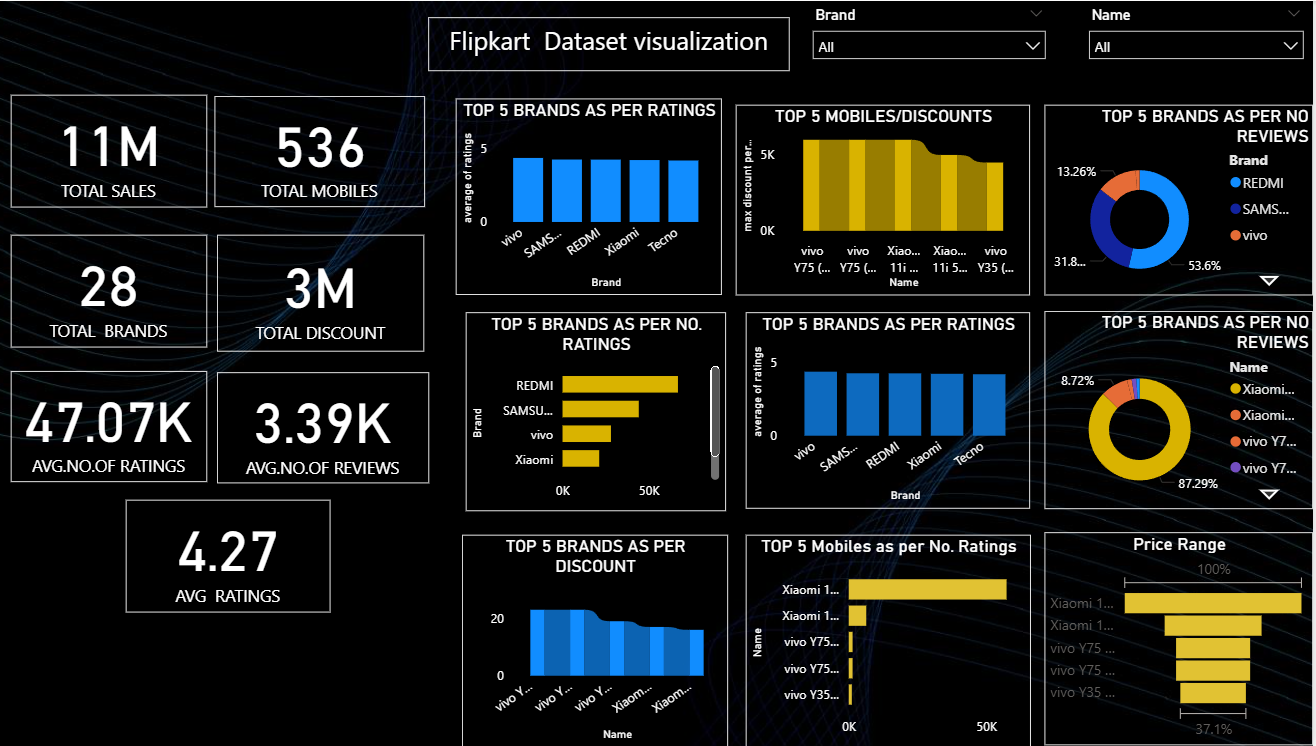 Flipkart  Dataset visualization
Brand
All
Name
All
11M
TOTAL SALES
536
TOTAL MOBILES
28
TOTAL  BRANDS
3M
TOTAL DISCOUNT
47.07K
AVG.NO.OF RATINGS
3.39K
AVG.NO.OF REVIEWS
4.27
AVG  RATINGS
TOP 5 BRANDS AS PER RATINGS
average of ratings
5
0
vivo
SAMS...
REDMI
Xiaomi
Tecno
Brand
TOP 5 MOBILES/DISCOUNTS
max discount per...
5K
0K
vivo
Y75 (...
vivo
Y75 (...
Xiao...
11i ...
Xiao...
11i 5...
vivo
Y35 (...
Name
TOP 5 BRANDS AS PER NO
REVIEWS
13.26%
31.8...
53.6%
Brand
REDMI
SAMS...
vivo
TOP 5 BRANDS AS PER NO.
RATINGS
Brand
REDMI
SAMSU...
vivo
Xiaomi
0K
50K
TOP 5 BRANDS AS PER RATINGS
average of ratings
5
0
vivo
SAMS...
REDMI
Xiaomi
Tecno
Brand
TOP 5 BRANDS AS PER NO
REVIEWS
8.72%
87.29%
Name
Xiaomi...
Xiaomi...
vivo Y7...
vivo Y7...
TOP 5 BRANDS AS PER
DISCOUNT
20
0
vivo Y...
vivo Y...
vivo Y...
Xiaom...
Xiaom...
Name
TOP 5 Mobiles as per No. Ratings
Name
Xiaomi 1...
Xiaomi 1...
vivo Y75...
vivo Y75...
vivo Y35...
0K
50K
Price Range
100%
Xiaomi 1...
Xiaomi 1...
vivo Y75 ...
vivo Y75 ...
vivo Y35 ...
37.1%